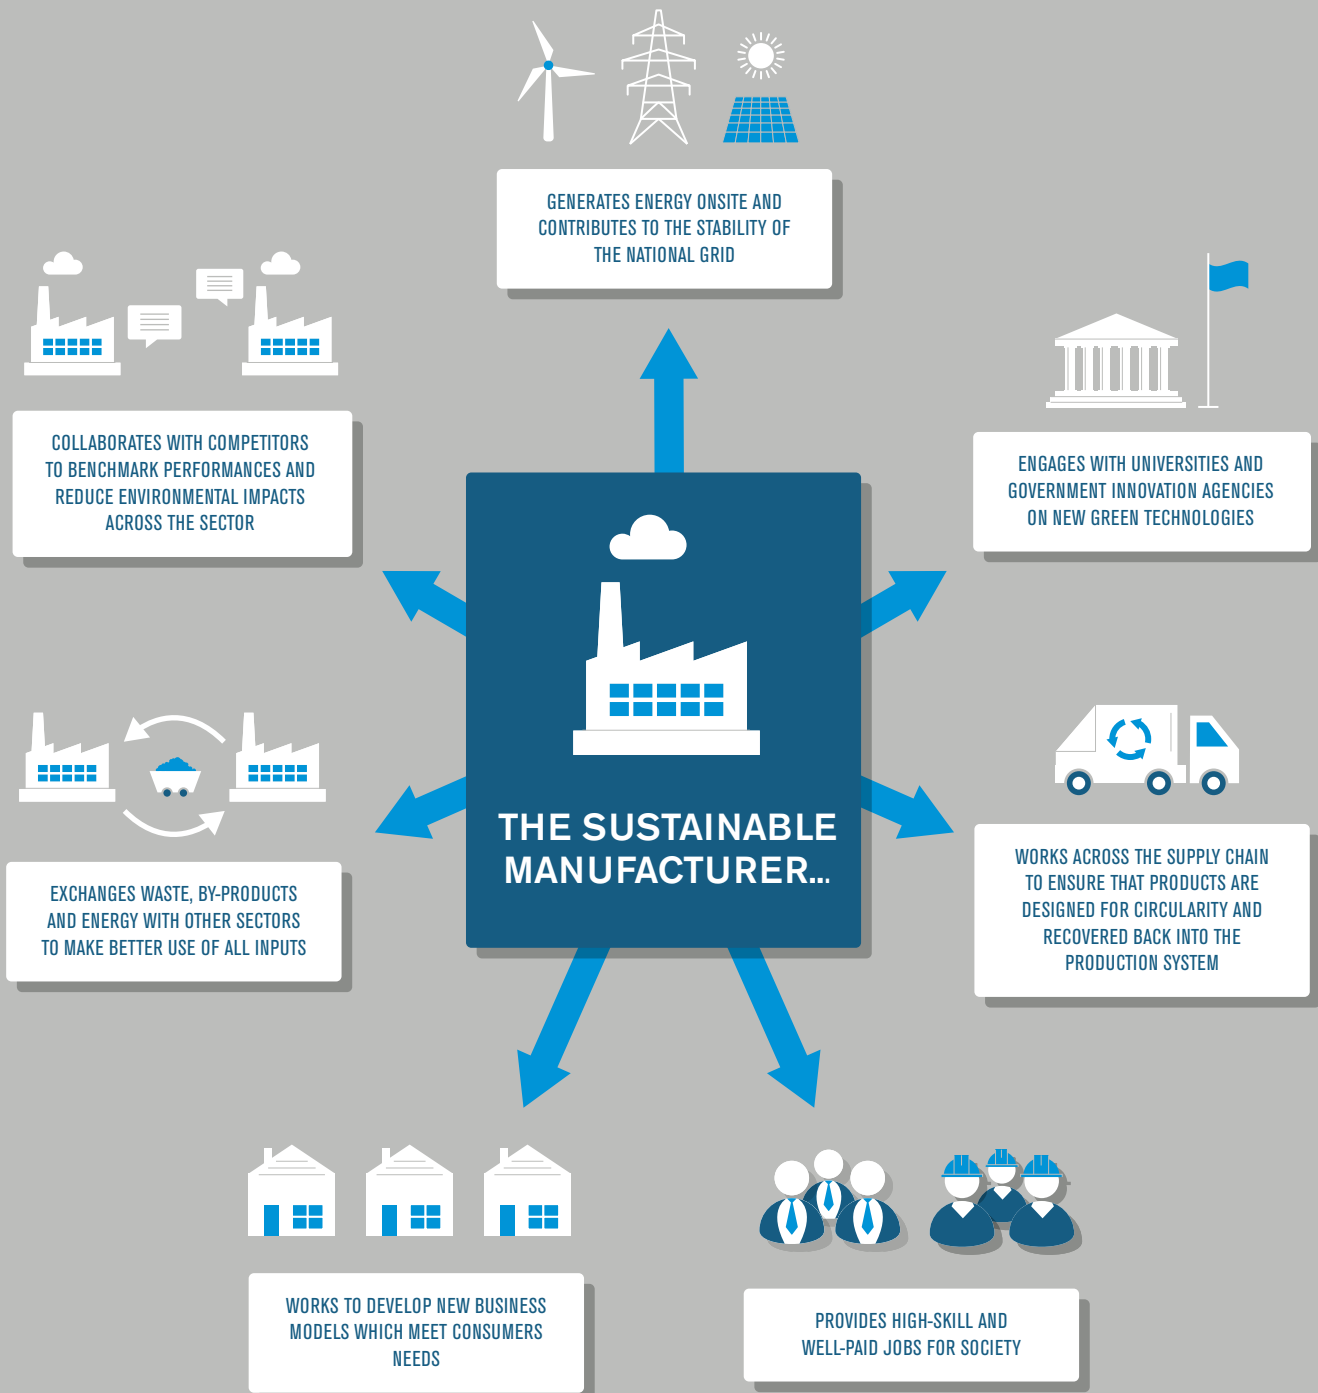 GENERATES ENERGY ONSITE AND
CONTRIBUTES TO THE STABILITY OF
THE NATIONAL GRID
COLLABORATES WITH COMPETITORS
TO BENCHMARK PERFORMANCES AND
REDUCE ENVIRONMENTAL IMPACTS
ACROSS THE SECTOR
ENGAGES WITH UNIVERSITIES AND
GOVERNMENT INNOVATION AGENCIES
ON NEW GREEN TECHNOLOGIES
THE SUSTAINABLE
MANUFACTURER...
EXCHANGES WASTE, BY-PRODUCTS
AND ENERGY WITH OTHER SECTORS
TO MAKE BETTER USE OF ALL INPUTS
WORKS ACROSS THE SUPPLY CHAIN
TO ENSURE THAT PRODUCTS ARE
DESIGNED FOR CIRCULARITY AND
RECOVERED BACK INTO THE
PRODUCTION SYSTEM
WORKS TO DEVELOP NEW BUSINESS
MODELS WHICH MEET CONSUMERS
NEEDS
PROVIDES HIGH-SKILL AND
WELL-PAID JOBS FOR SOCIETY